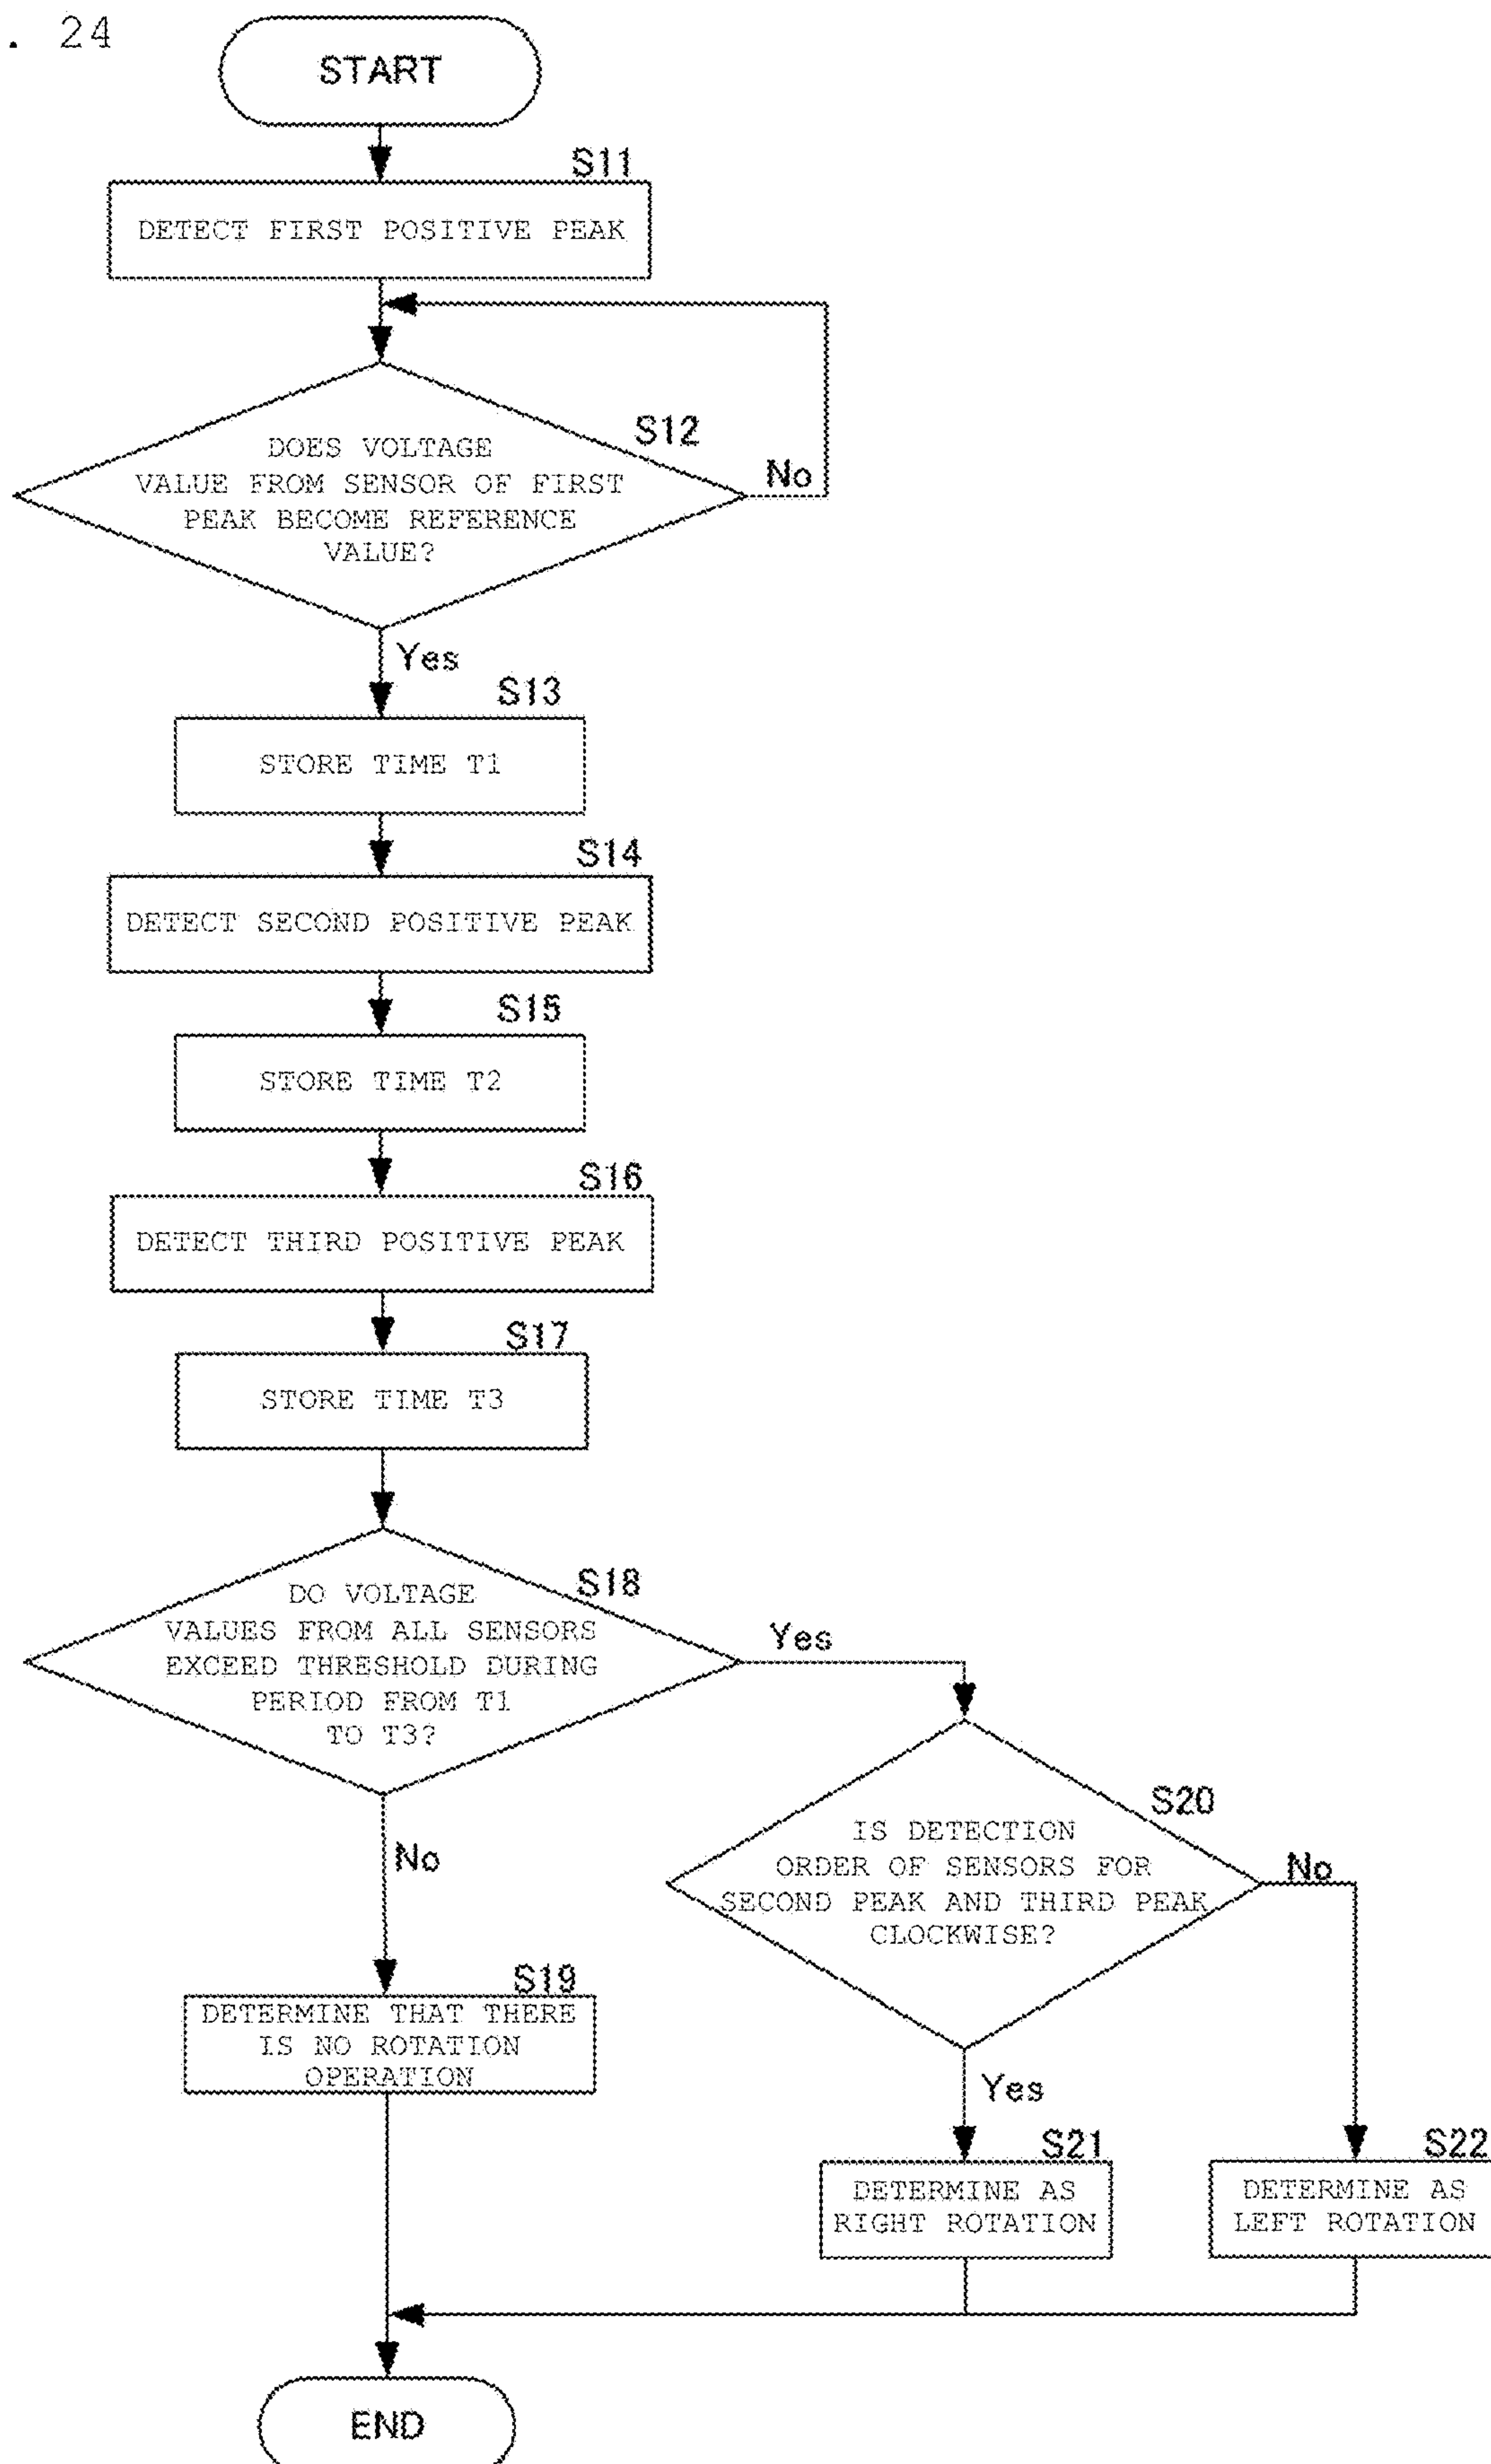 . 24
START
S11
DETECT FIRST POSITIVE PEAK
S12
DOES VOLTAGE
VALUE FROM SENSOR OF FIRST
PEAK BECOME REFERENCE
VALUE?
No
Yes
S13
STORE TIME T1
S14
DETECT SECOND POSITIVE PEAK
S15
STORE TIME T2
S16
DETECT THIRD POSITIVE PEAK
S17
STORE TIME T3
S18
DO VOLTAGE
VALUES FROM ALL SENSORS
EXCEED THRESHOLD DURING
PERIOD FROM T1
TO T3?
Yes
No
S20
IS DETECTION
ORDER OF SENSORS FOR
SECOND PEAK AND THIRD PEAK
CLOCKWISE?
No
Yes
S19
DETERMINE THAT THERE
IS NO ROTATION
OPERATION
S21
DETERMINE AS
RIGHT ROTATION
S22
DETERMINE AS
LEFT ROTATION
END